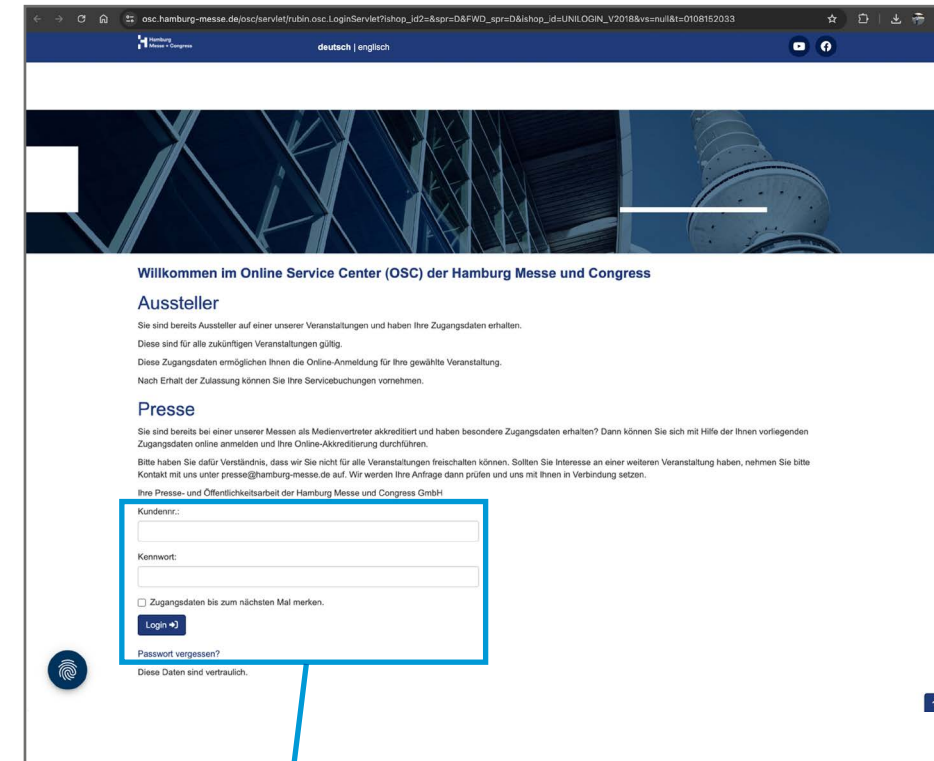 osc.hamburg-messe.de/osc/servlet/rubin.osc.LoginServlet?ishop_id2=&spr=D&FWD_spr=D&ishop_id=UNILOGIN_V2018&vs=null&t=0108152033
Hamburg
Messe + Congress
deutsch | englisch
Willkommen im Online Service Center (OSC) der Hamburg Messe und Congress
Aussteller
Sie sind bereits Aussteller auf einer unserer Veranstaltungen und haben Ihre Zugangsdaten erhalten.
Diese sind für alle zukünftigen Veranstaltungen gültig.
Diese Zugangsdaten ermöglichen Ihnen die Online-Anmeldung für Ihre gewählte Veranstaltung.
Nach Erhalt der Zulassung können Sie Ihre Servicebuchungen vornehmen.
Presse
Sie sind bereits bei einer unserer Messen als Medienvertreter akkreditiert und haben besondere Zugangsdaten erhalten? Dann können Sie sich mit Hilfe der Ihnen vorliegenden
Zugangsdaten online anmelden und Ihre Online-Akkreditierung durchführen.
Bitte haben Sie dafür Verständnis, dass wir Sie nicht für alle Veranstaltungen freischalten können. Sollten Sie Interesse an einer weiteren Veranstaltung haben, nehmen Sie bitte
Kontakt mit uns unter presse@hamburg-messe.de auf. Wir werden Ihre Anfrage dann prüfen und uns mit Ihnen in Verbindung setzen.
Ihre Presse- und Öffentlichkeitsarbeit der Hamburg Messe und Congress GmbH
Kundennr.:
Kennwort:
Zugangsdaten bis zum nächsten Mal merken.
Login
Passwort vergessen?
Diese Daten sind vertraulich.